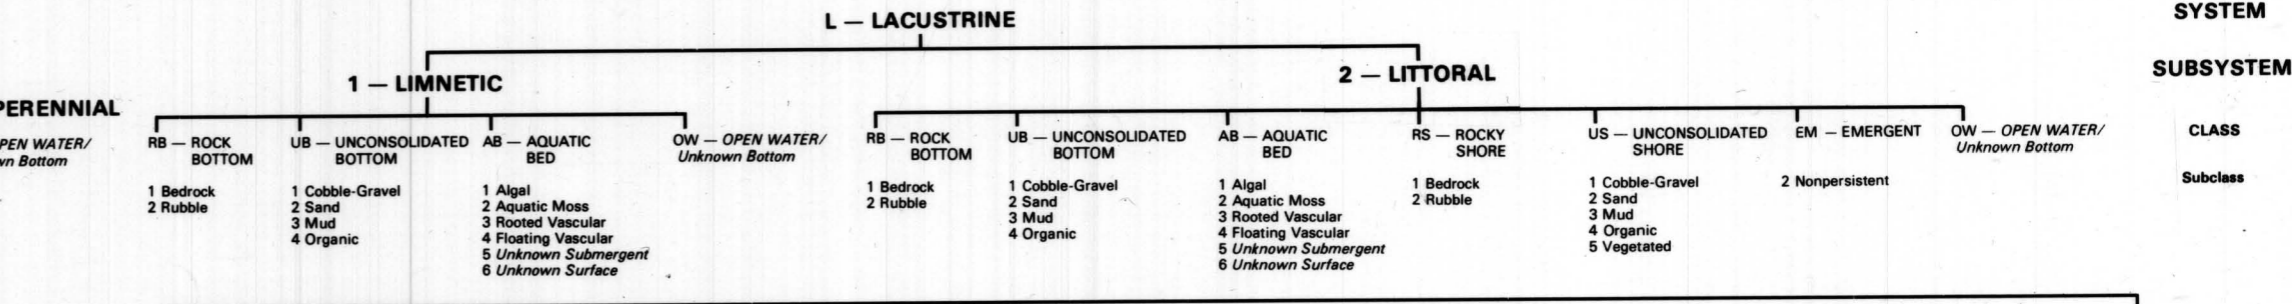 L — LACUSTRINE
SYSTEM
1 — LIMNETIC
2 — LITTORAL
SUBSYSTEM
PERENNIAL
PEN WATER/
wn Bottom
RB — ROCK
BOTTOM
1 Bedrock
2 Rubble
UB — UNCONSOLIDATED
BOTTOM
1 Cobble-Gravel
2 Sand
3 Mud
4 Organic
AB — AQUATIC
BED
1 Algal
2 Aquatic Moss
3 Rooted Vascular
4 Floating Vascular
5 Unknown Submergent
6 Unknown Surface
OW — OPEN WATER/
Unknown Bottom
RB — ROCK
BOTTOM
1 Bedrock
2 Rubble
UB — UNCONSOLIDATED
BOTTOM
1 Cobble-Gravel
2 Sand
3 Mud
4 Organic
AB — AQUATIC
BED
1 Algal
2 Aquatic Moss
3 Rooted Vascular
4 Floating Vascular
5 Unknown Submergent
6 Unknown Surface
RS — ROCKY
SHORE
1 Bedrock
2 Rubble
US — UNCONSOLIDATED
SHORE
1 Cobble-Gravel
2 Sand
3 Mud
4 Organic
5 Vegetated
EM — EMERGENT
2 Nonpersistent
OW — OPEN WATER/
Unknown Bottom
CLASS
Subclass